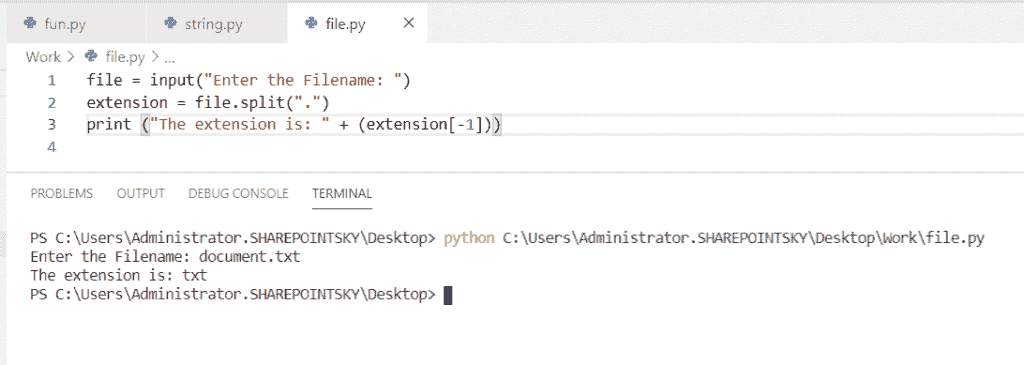 fun.py string.py file.py ×
Work > file.py > ...
1 file = input("Enter the Filename: ")
2 extension = file.split(".")
3 print ("The extension is: " + (extension[-1]))
4
PROBLEMS OUTPUT DEBUG CONSOLE TERMINAL
PS C:\Users\Administrator.SHAREPOINTSKY\Desktop> python C:\Users\Administrator.SHAREPOINTSKY\Desktop\Work\file.py
Enter the Filename: document.txt
The extension is: txt
PS C:\Users\Administrator.SHAREPOINTSKY\Desktop>